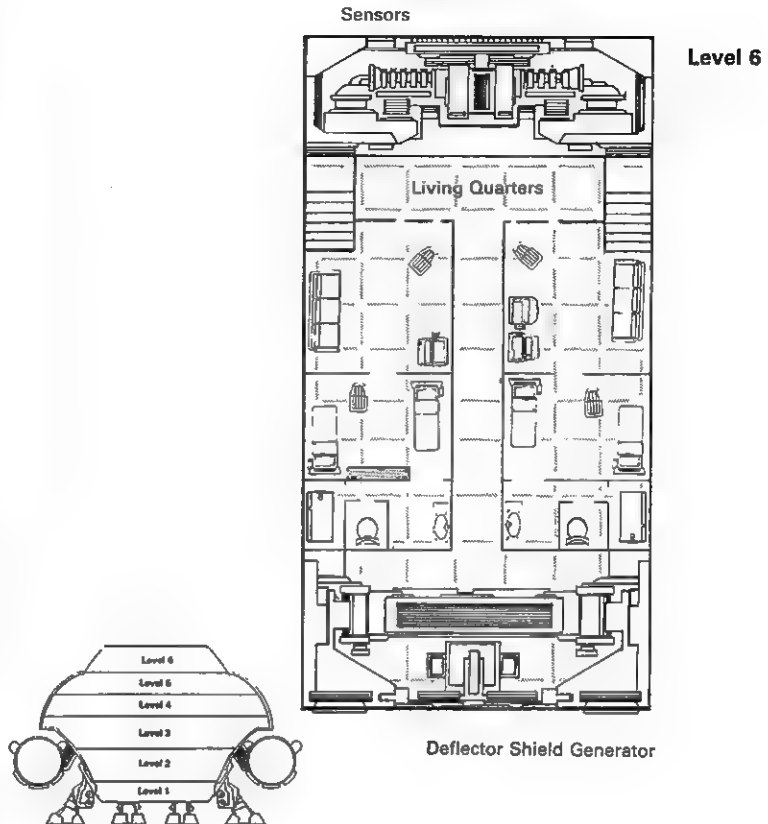 Sensors
Level 6
Living Quarters
Deflector Shield Generator
Level 6
Level 5
Level 4
Level 3
Level 2
Level 1